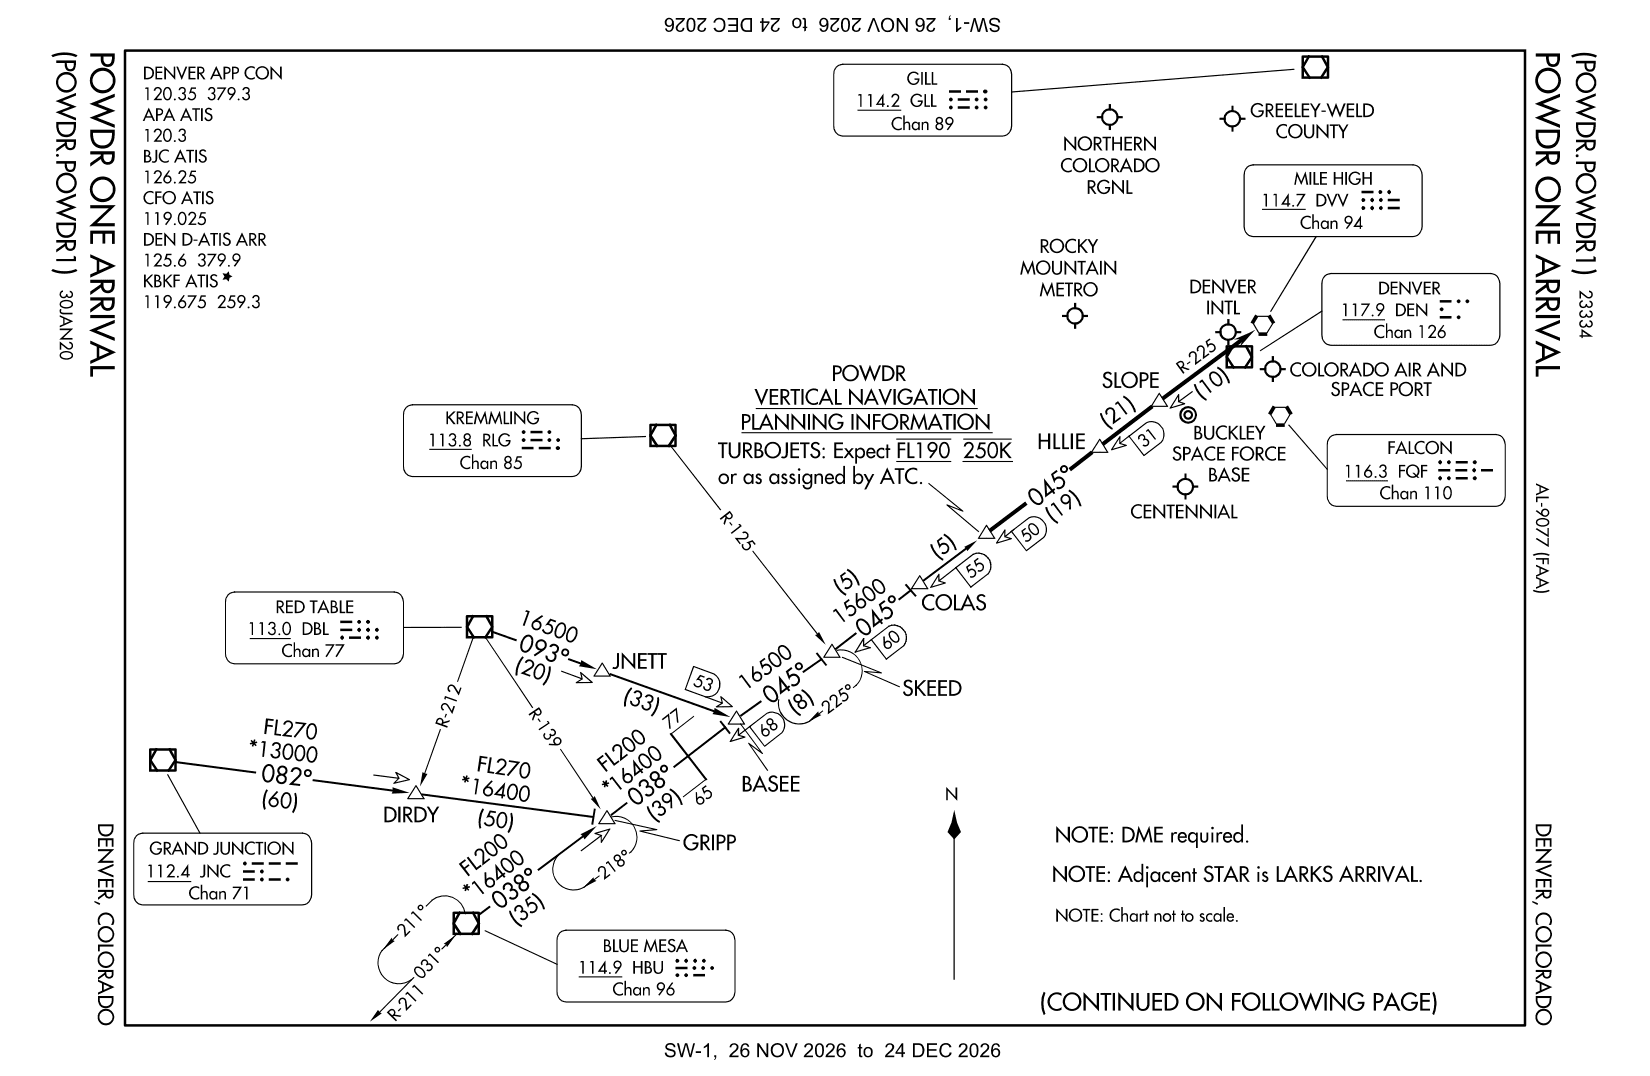 SW-1, 26 NOV 2026 to 24 DEC 2026
(POWDR.POWDR1) 30JAN20
POWDR ONE ARRIVAL
DENVER, COLORADO
DENVER APP CON
120.35 379.3
APA ATIS
120.3
BJC ATIS
126.25
CFO ATIS
119.025
DEN D-ATIS ARR
125.6 379.9
KBKF ATIS★
119.675 259.3
GILL
114.2 GLL
Chan 89
NORTHERN
COLORADO
RGNL
GREELEY-WELD
COUNTY
MILE HIGH
114.7 DVV
Chan 94
ROCKY
MOUNTAIN
METRO
DENVER
INTL
DENVER
117.9 DEN
Chan 126
COLORADO AIR AND
SPACE PORT
R-225
(10)
SLOPE
(21)
HLLIE
31
BUCKLEY
SPACE FORCE
BASE
CENTENNIAL
FALCON
116.3 FQF
Chan 110
POWDR
VERTICAL NAVIGATION
PLANNING INFORMATION
TURBOJETS: Expect FL190 250K
or as assigned by ATC.
045°
(19)
50
(5)
55
COLAS
KREMMLING
113.8 RLG
Chan 85
R-125
(5)
15600
045°
60
SKEED
225°
RED TABLE
113.0 DBL
Chan 77
16500
093°
(20)
JNETT
(33)
53
16500
045°
(8)
68
BASEE
R-212
R-139
77
65
FL270
*13000
082°
(60)
DIRDY
FL270
*16400
(50)
FL200
*16400
038°
(39)
GRIPP
218°
GRAND JUNCTION
112.4 JNC
Chan 71
FL200
*16400
038°
(35)
211°
031°
R-211
BLUE MESA
114.9 HBU
Chan 96
N
NOTE: DME required.
NOTE: Adjacent STAR is LARKS ARRIVAL.
NOTE: Chart not to scale.
(CONTINUED ON FOLLOWING PAGE)
(POWDR.POWDR1) 23334
POWDR ONE ARRIVAL
AL-9077 (FAA)
DENVER, COLORADO
SW-1, 26 NOV 2026 to 24 DEC 2026